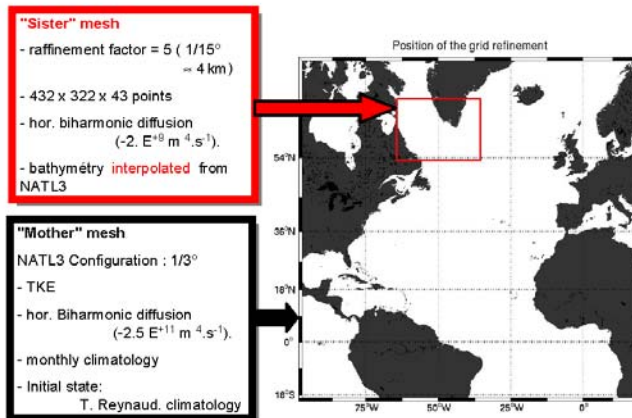 "Sister" mesh
- raffinement factor = 5 ( 1/15°
≈ 4 km)
- 432 x 322 x 43 points
- hor. biharmonic diffusion
(-2. E+9 m 4.s-1).
- bathymétry interpolated from
NATL3
"Mother" mesh
NATL3 Configuration : 1/3°
- TKE
- hor. Biharmonic diffusion
(-2.5 E+11 m 4.s-1).
- monthly climatology
- Initial state:
T. Reynaud. climatology
Position of the grid refinement
54°N
36°N
18°N
0°
18°S
75°W
50°W
25°W
0°